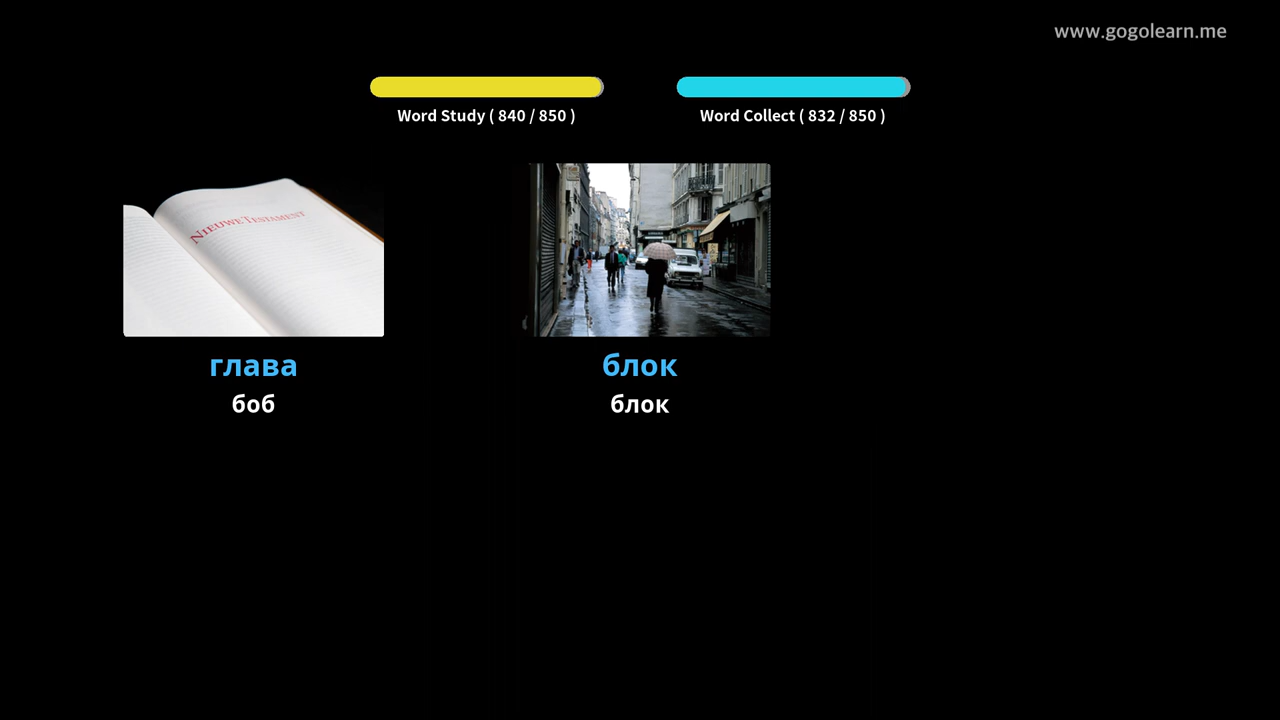 www.gogolearn.me
Word Study ( 840 / 850 )
Word Collect ( 832 / 850 )
NIEUWE TESTAMENT
глава
боб
блок
блок